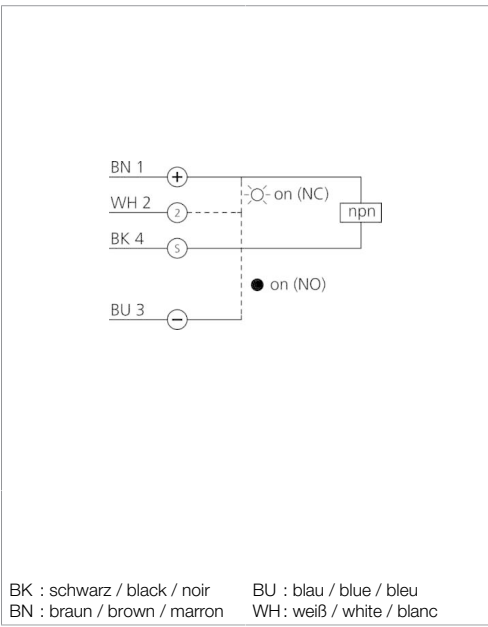 BN 1
+
on (NC)
WH 2
2
npn
BK 4
S
on (NO)
BU 3
−
BK : schwarz / black / noir
BU : blau / blue / bleu
BN : braun / brown / marron
WH : weiß / white / blanc